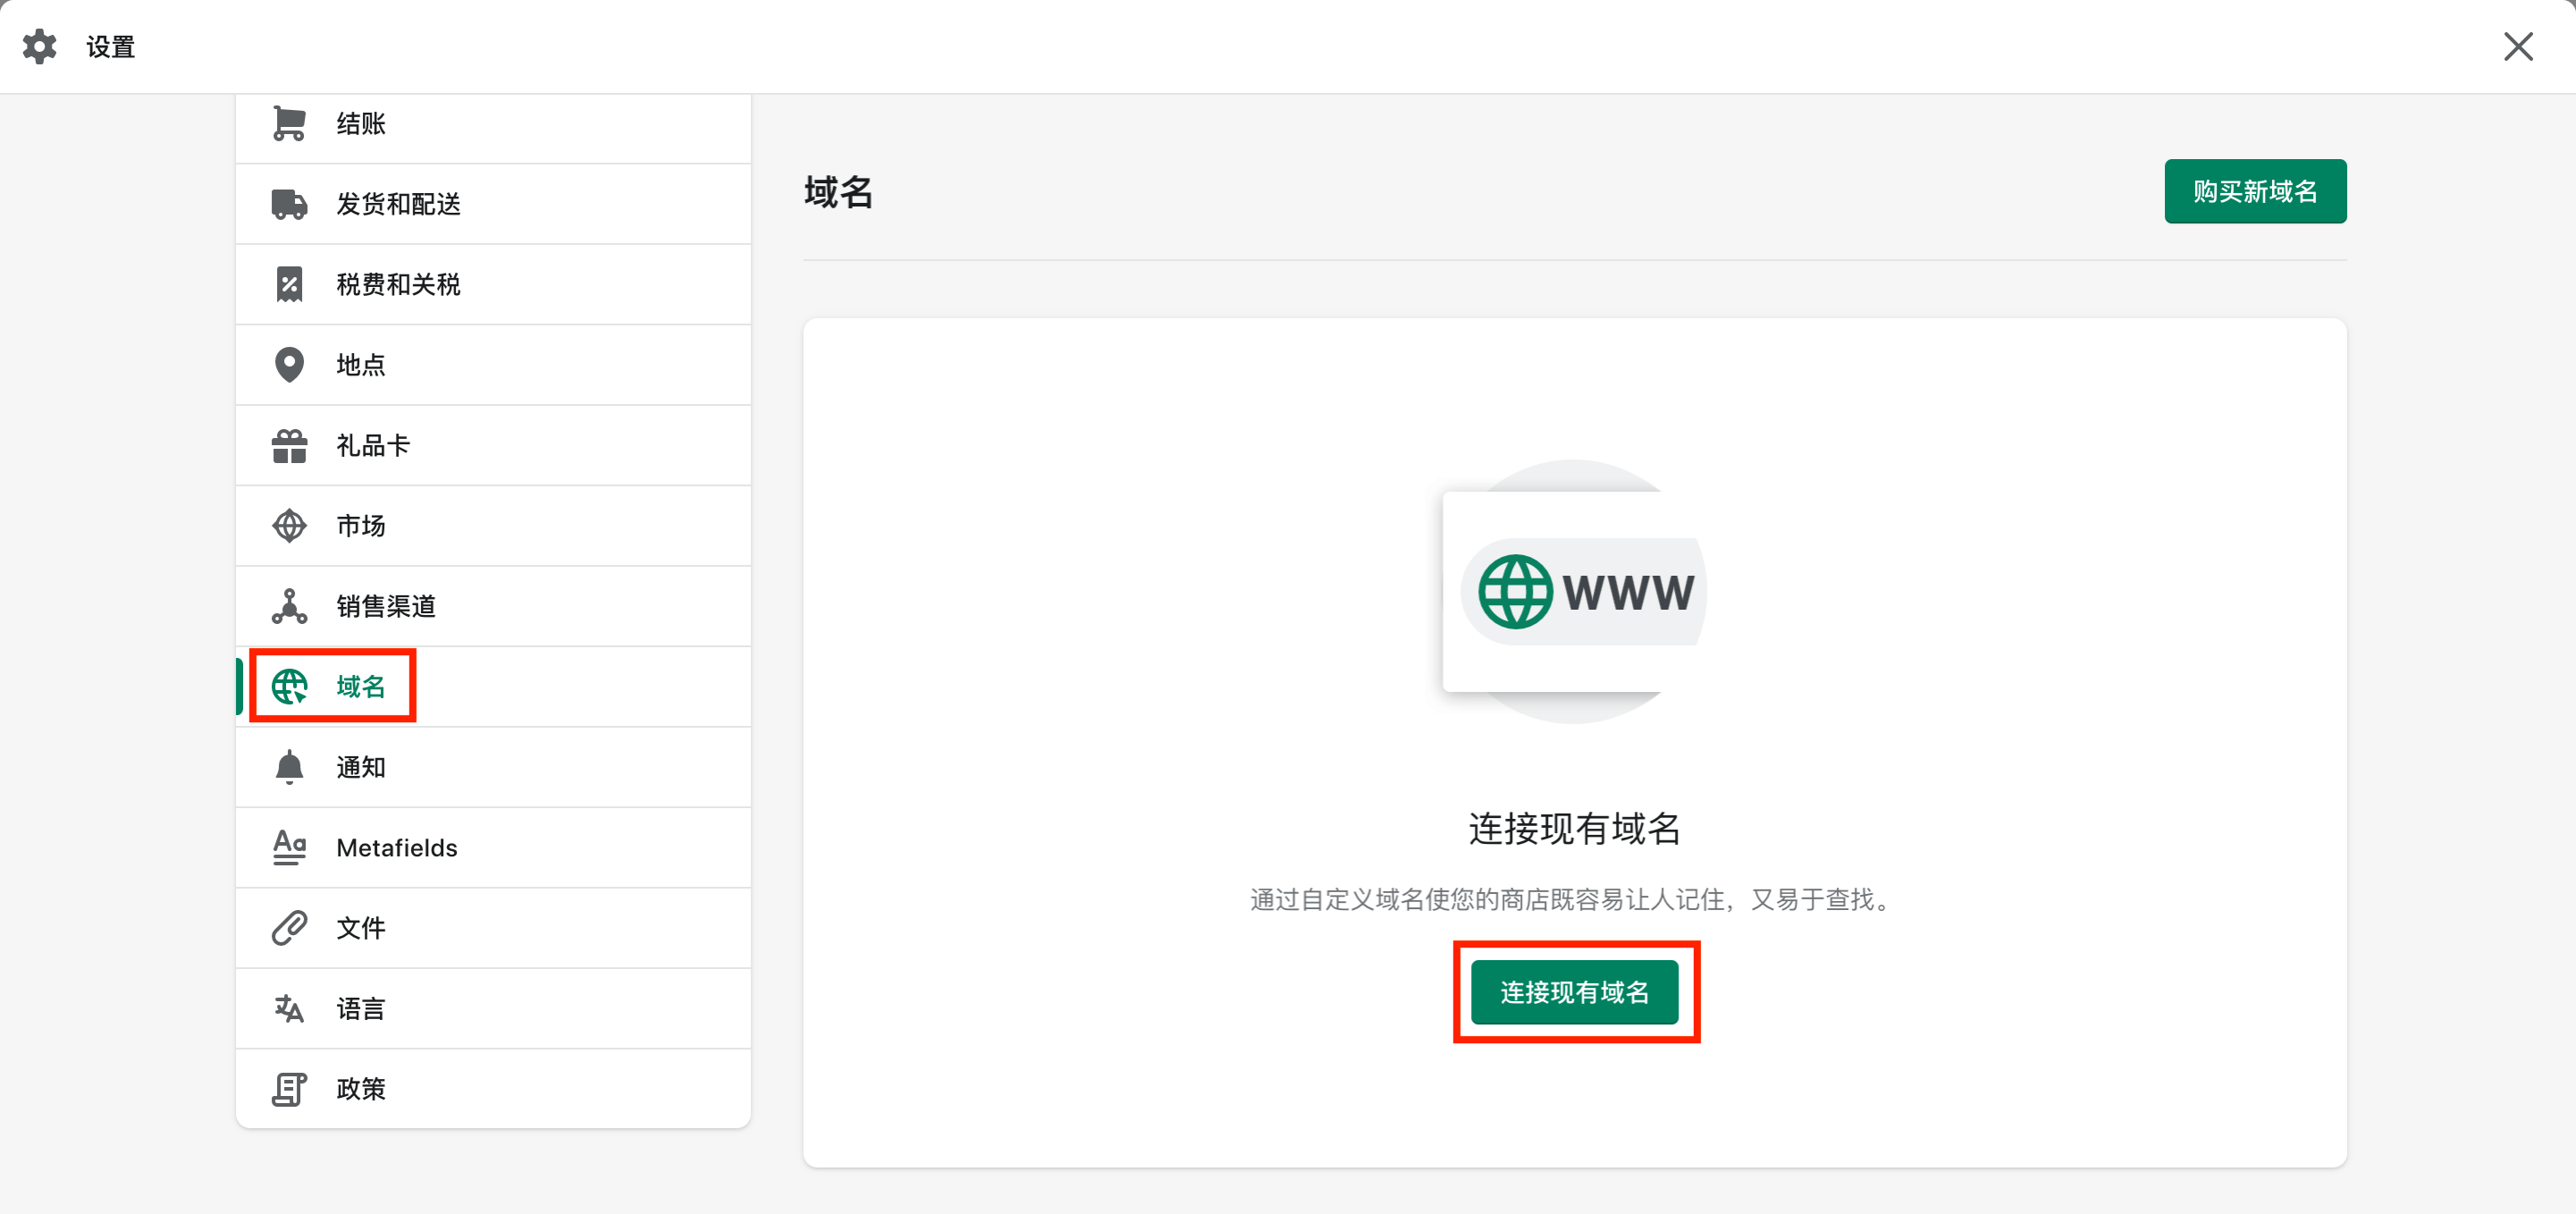 设置
结账
发货和配送
税费和关税
地点
礼品卡
市场
销售渠道
域名
通知
Metafields
文件
语言
政策
域名
购买新域名
www
连接现有域名
通过自定义域名使您的商店既容易让人记住，又易于查找。
连接现有域名